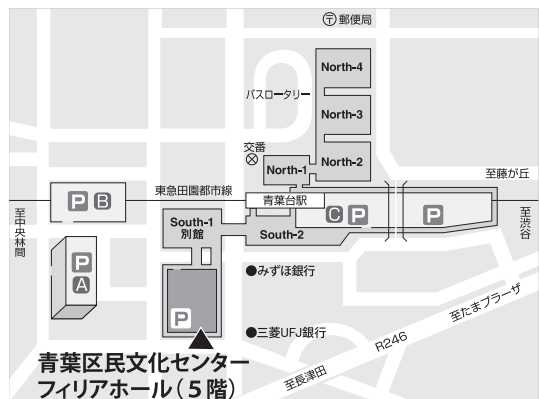 〒郵便局
North-4
バスロータリー
North-3
交番
North-2
North-1
至藤が丘
東急田園都市線
青葉台駅
P B
C P
P
至中央林間
至渋谷
South-1
別館
South-2
P
A
●みずほ銀行
P
至たまプラーザ
●三菱UFJ銀行
R246
青葉区民文化センター
フィリアホール(5階)
至長津田